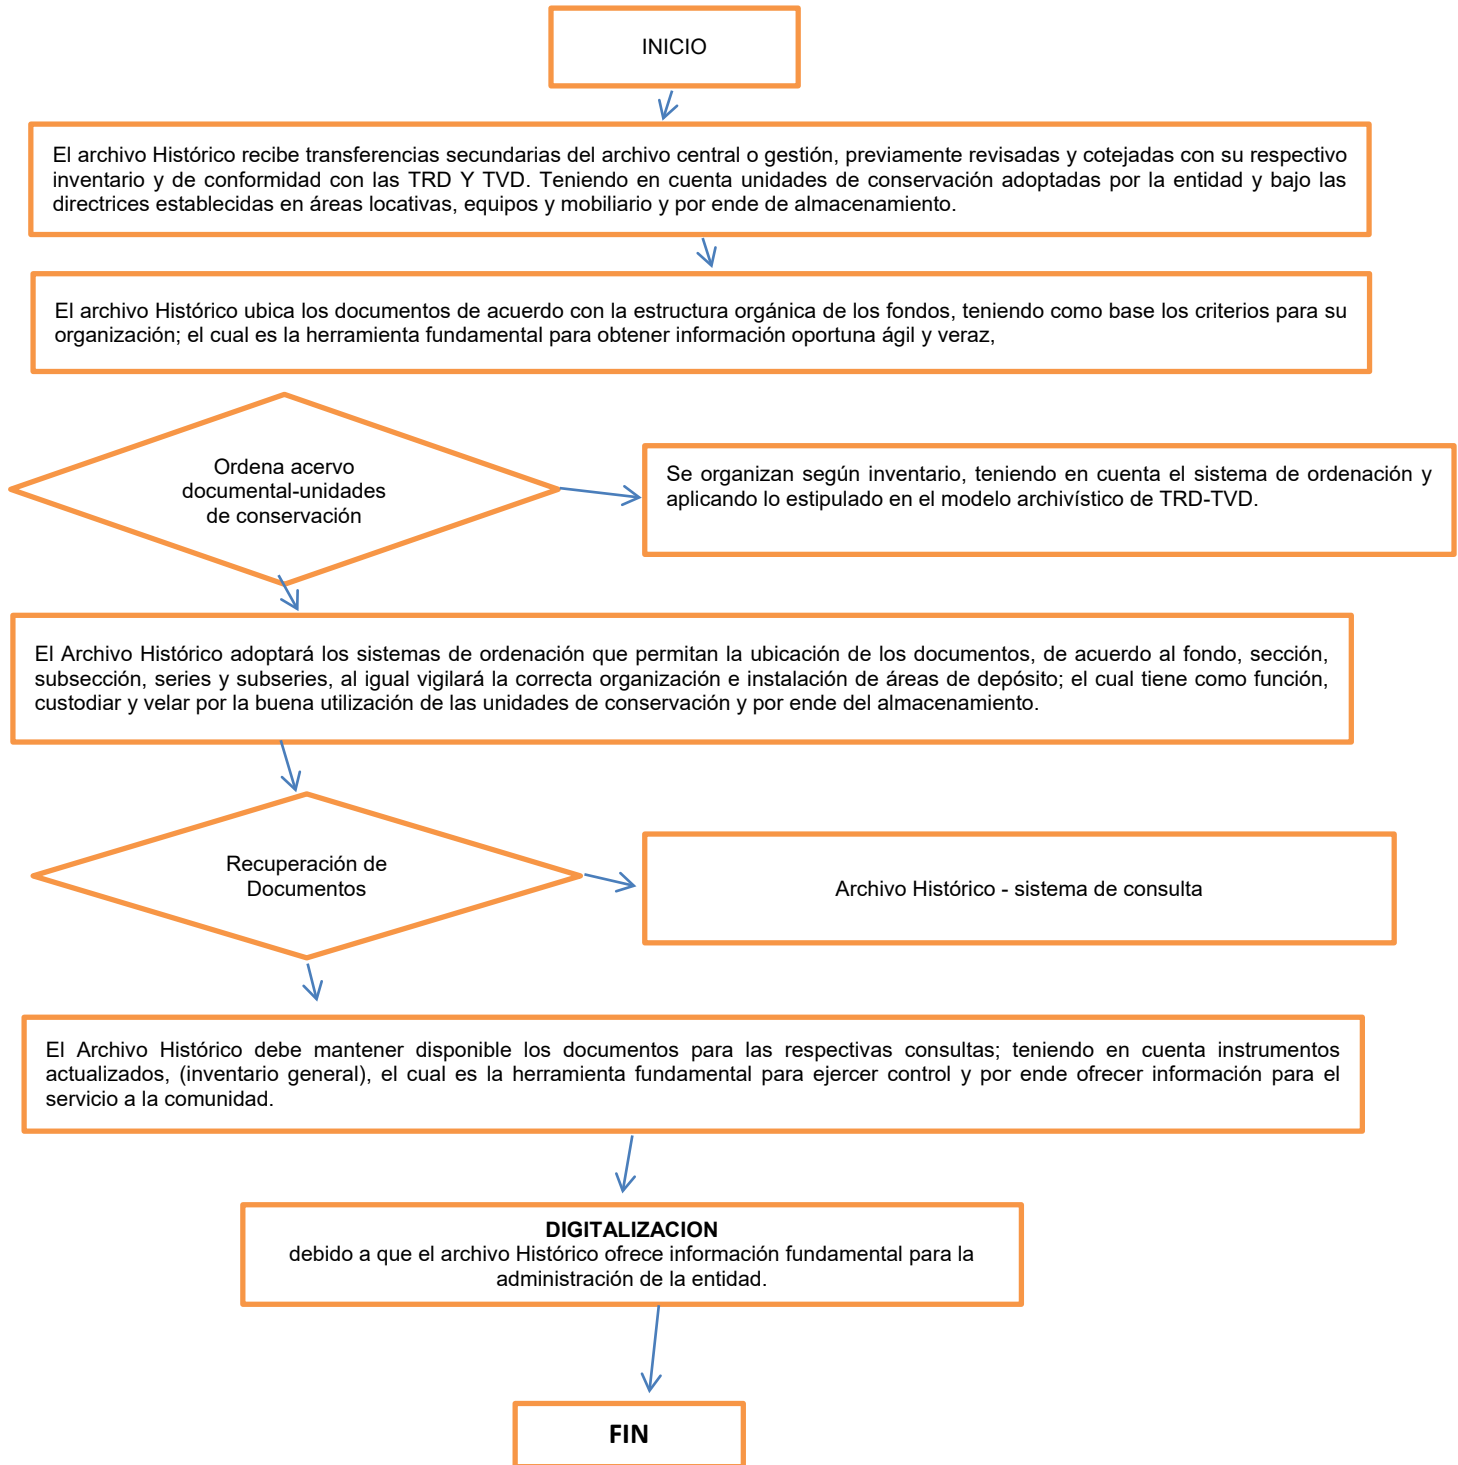 INICIO
El archivo Histórico recibe transferencias secundarias del archivo central o gestión, previamente revisadas y cotejadas con su respectivo
inventario y de conformidad con las TRD Y TVD. Teniendo en cuenta unidades de conservación adoptadas por la entidad y bajo las
directrices establecidas en áreas locativas, equipos y mobiliario y por ende de almacenamiento.
El archivo Histórico ubica los documentos de acuerdo con la estructura orgánica de los fondos, teniendo como base los criterios para su
organización; el cual es la herramienta fundamental para obtener información oportuna ágil y veraz,
Ordena acervo
documental-unidades
de conservación
Se organizan según inventario, teniendo en cuenta el sistema de ordenación y
aplicando lo estipulado en el modelo archivístico de TRD-TVD.
El Archivo Histórico adoptará los sistemas de ordenación que permitan la ubicación de los documentos, de acuerdo al fondo, sección,
subsección, series y subseries, al igual vigilará la correcta organización e instalación de áreas de depósito; el cual tiene como función,
custodiar y velar por la buena utilización de las unidades de conservación y por ende del almacenamiento.
Recuperación de
Documentos
Archivo Histórico - sistema de consulta
El Archivo Histórico debe mantener disponible los documentos para las respectivas consultas; teniendo en cuenta instrumentos
actualizados, (inventario general), el cual es la herramienta fundamental para ejercer control y por ende ofrecer información para el
servicio a la comunidad.
DIGITALIZACION
debido a que el archivo Histórico ofrece información fundamental para la
administración de la entidad.
FIN